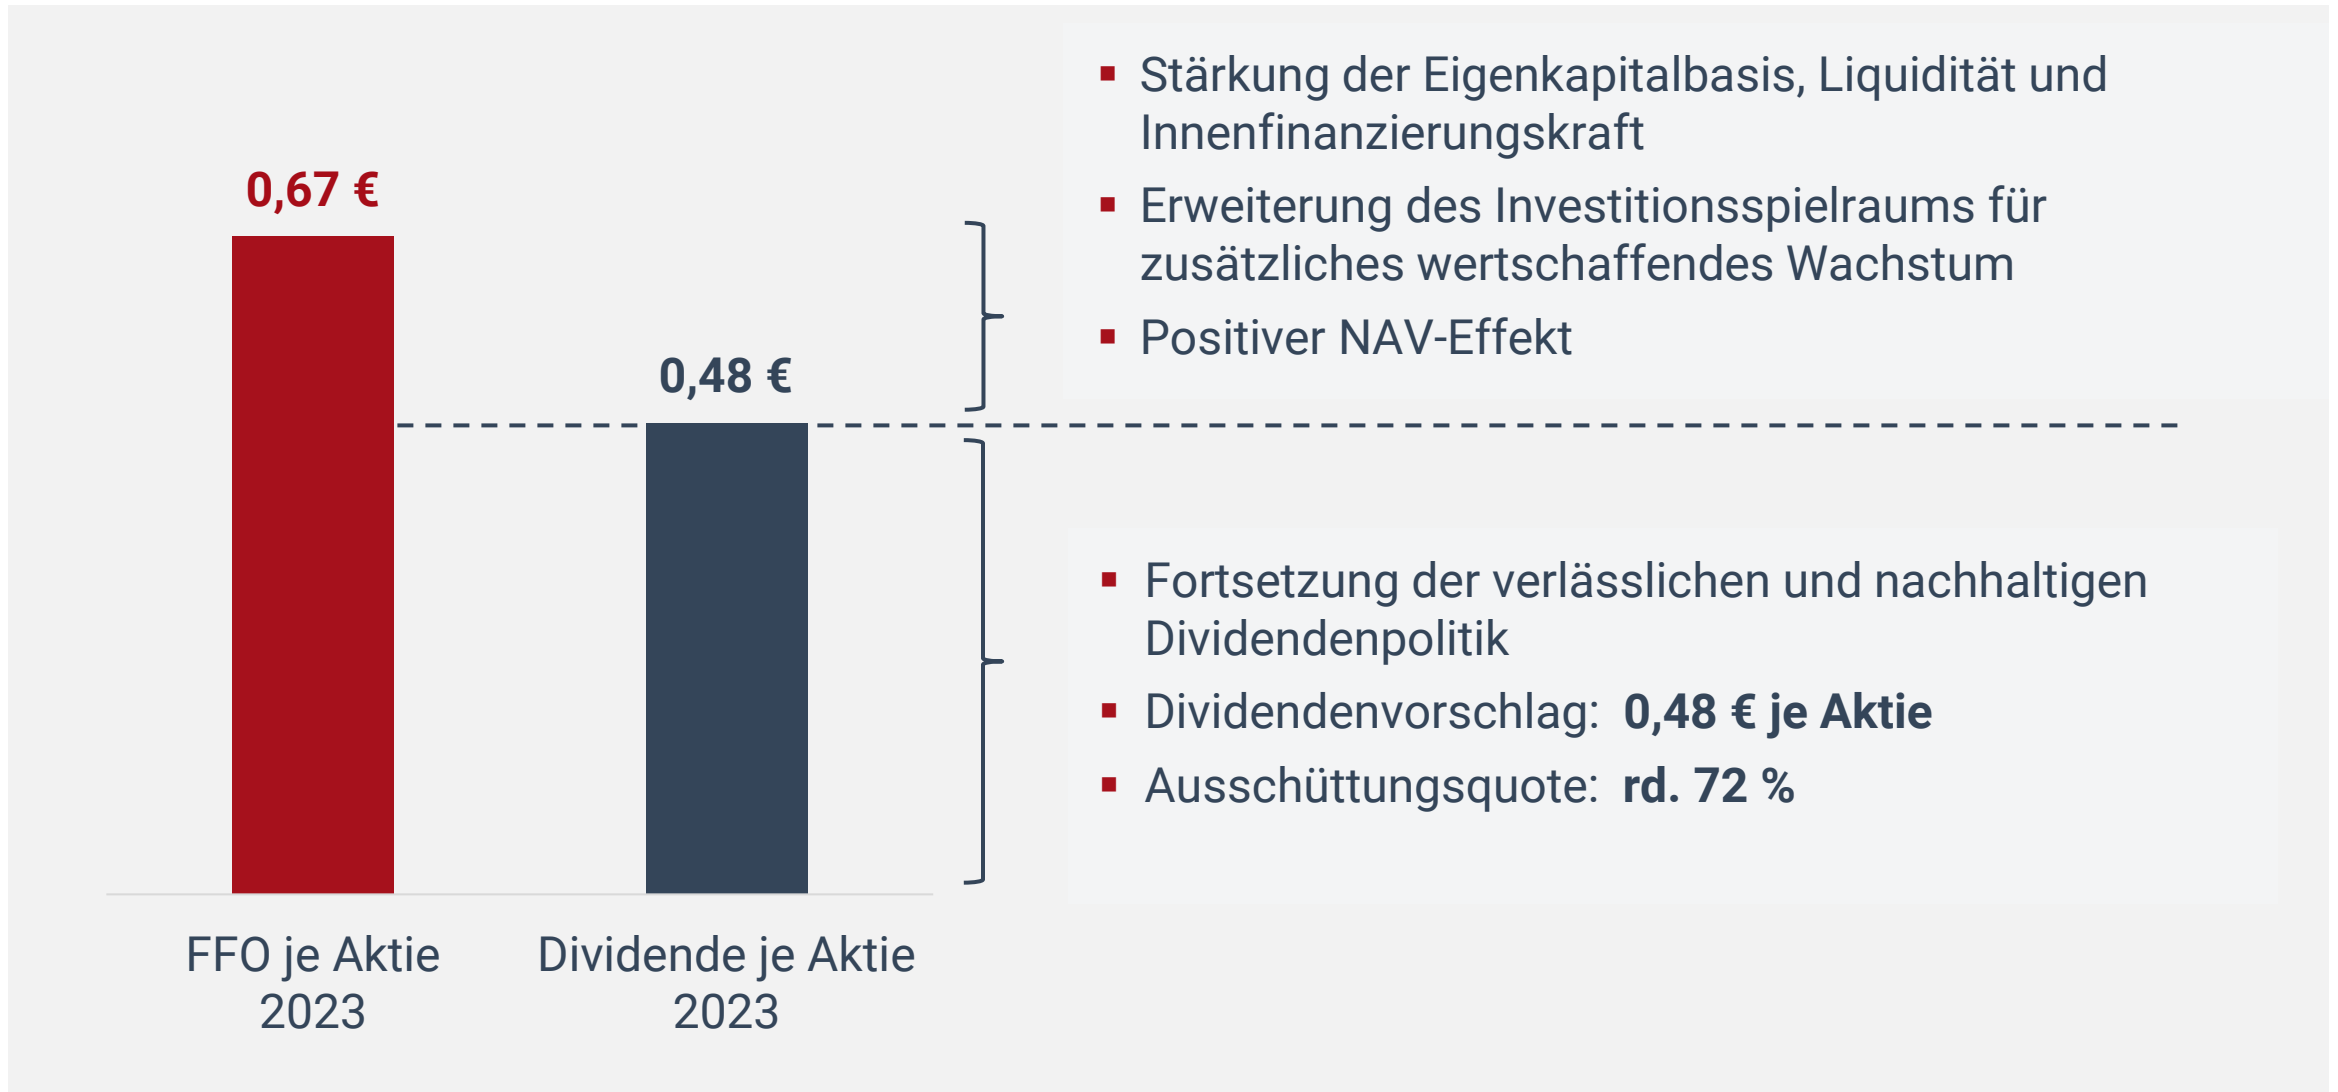 0,67 €
0,48 €
FFO je Aktie
2023
Dividende je Aktie
2023
▪ Stärkung der Eigenkapitalbasis, Liquidität und
Innenfinanzierungskraft
▪ Erweiterung des Investitionsspielraums für
zusätzliches wertschaffendes Wachstum
▪ Positiver NAV-Effekt
▪ Fortsetzung der verlässlichen und nachhaltigen
Dividendenpolitik
▪ Dividendenvorschlag: 0,48 € je Aktie
▪ Ausschüttungsquote: rd. 72 %